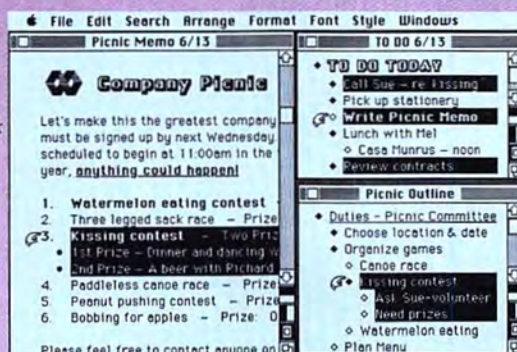 File Edit Search Arrange Format Font Style Windows
Picnic Memo 6/13
Company Picnic
Let's make this the greatest company
must be signed up by next Wednesday.
scheduled to begin at 11:00am in the
year, anything could happen!
1. Watermelon eating contest -
2. Three legged sack race - Prize
3. Kissing contest - Two Priz
• 1st Prize - Dinner and dancing w
• 2nd Prize - A beer with Richard
4. Paddleless canoe race - Prize
5. Peanut pushing contest - Prize
6. Bobbing for apples - Prize: O
Please feel free to contact anyone on
TO DO 6/13
TO DO TODAY
Call Sue - re: kissing
Pick up stationery
Write Picnic Memo
Lunch with Mel
Casa Munrus - noon
Review contracts
Picnic Outline
Duties - Picnic Committee
Choose location & date
Organize games
Canoe race
Kissing contest
Ask Sue-volunteer
Need prizes
Watermelon eating
Plan Menu